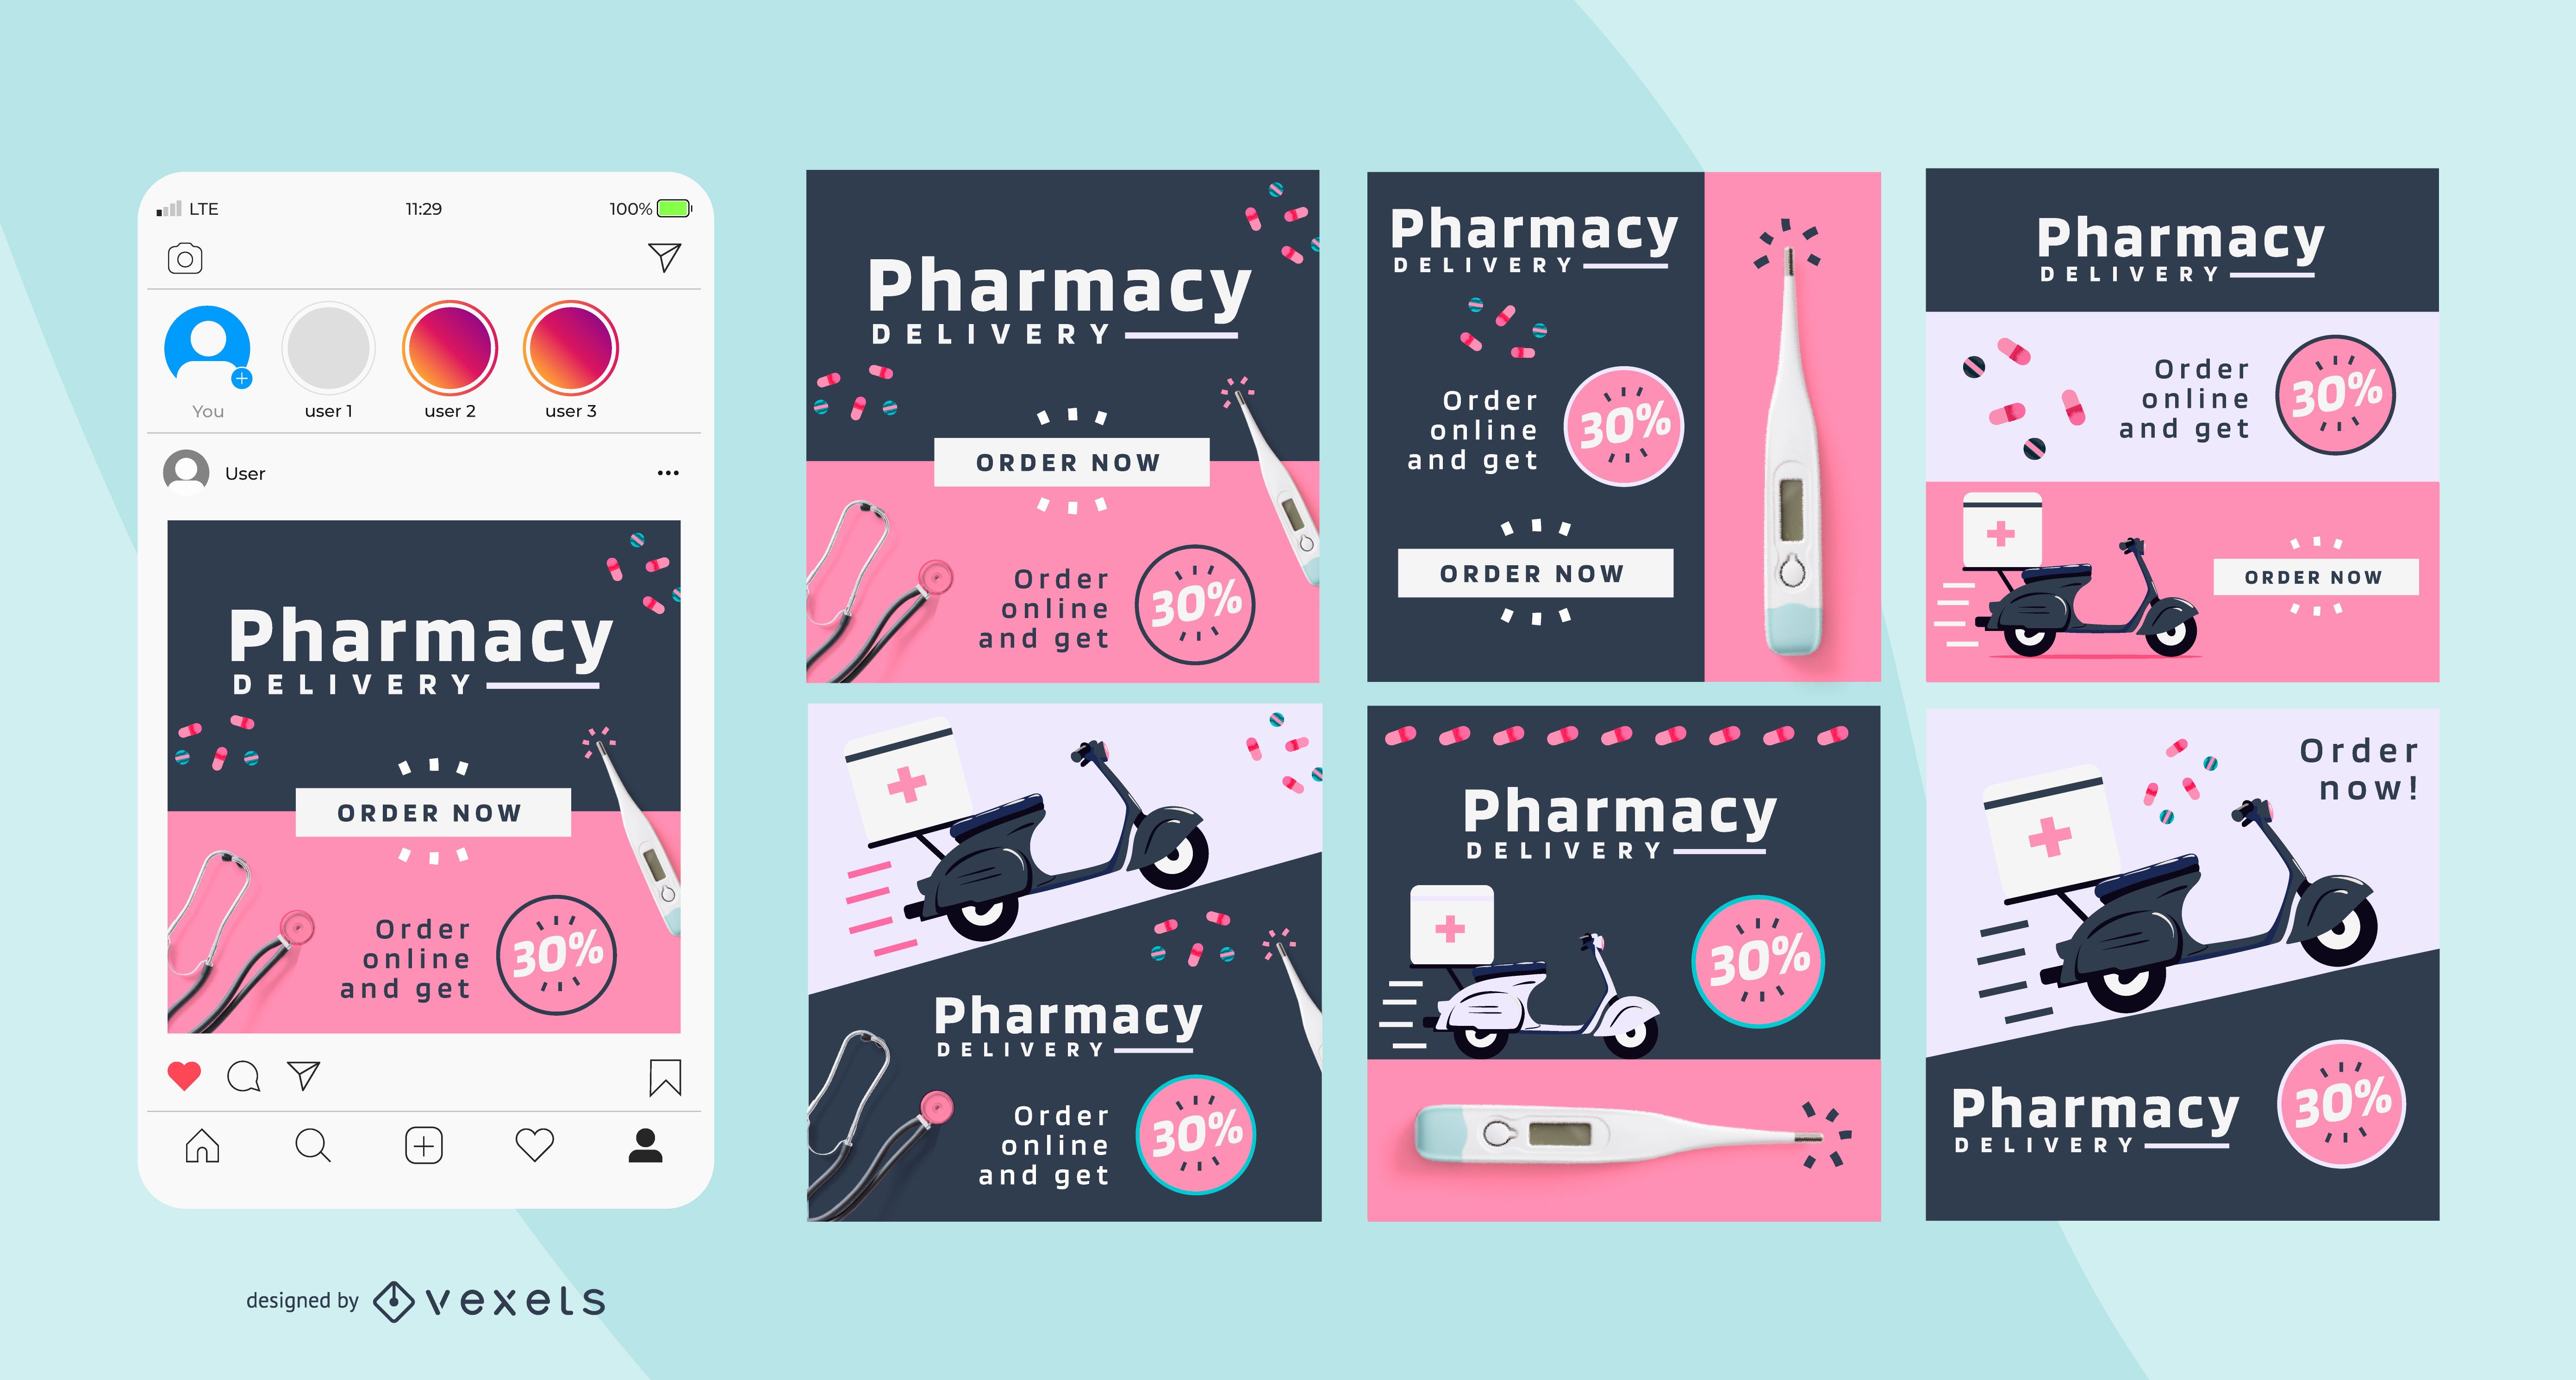 LTE 11:29 100%
You user 1 user 2 user 3
User
Pharmacy
DELIVERY
ORDER NOW
Order
online
and get
30%
designed by vexels
Pharmacy
DELIVERY
ORDER NOW
Order
online
and get
30%
Pharmacy
DELIVERY
Order
online
and get
30%
ORDER NOW
Pharmacy
DELIVERY
Order
online
and get
30%
ORDER NOW
Pharmacy
DELIVERY
Order
online
and get
30%
Pharmacy
DELIVERY
30%
Order
now!
Pharmacy
DELIVERY
30%